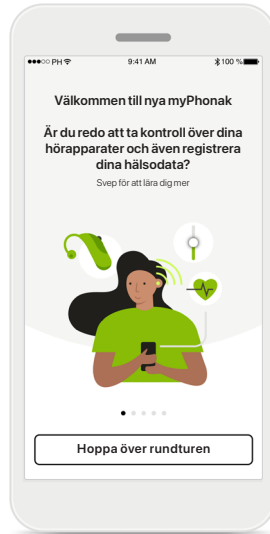 PH 9:41 AM 100 %
Välkommen till nya myPhonak
Är du redo att ta kontroll över dina
hörapparater och även registrera
dina hälsodata?
Svep för att lära dig mer
Hoppa över rundturen